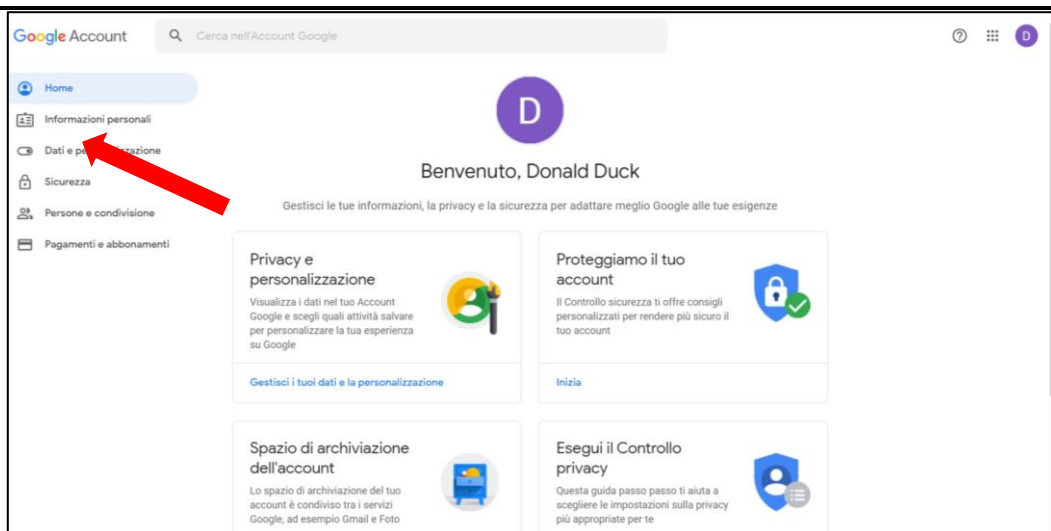 Google Account
Cerca nell'Account Google
D
Home
Informazioni personali
Dati e
Sicurezza
Persone e condivisione
Pagamenti e abbonamenti
D
Benvenuto, Donald Duck
Gestisci le tue informazioni, la privacy e la sicurezza per adattare meglio Google alle tue esigenze
Privacy e
personalizzazione
Visualizza i dati nel tuo Account
Google e scegli quali attività salvare
per personalizzare la tua esperienza
su Google
Gestisci i tuoi dati e la personalizzazione
Proteggiamo il tuo
account
Il Controllo sicurezza ti offre consigli
personalizzati per rendere più sicuro il
tuo account
Inizia
Spazio di archiviazione
dell'account
Lo spazio di archiviazione del tuo
account è condiviso tra i servizi
Google, ad esempio Gmail e Foto
Esegui il Controllo
privacy
Questa guida passo passo ti aiuta a
scegliere le impostazioni sulla privacy
più appropriate per te